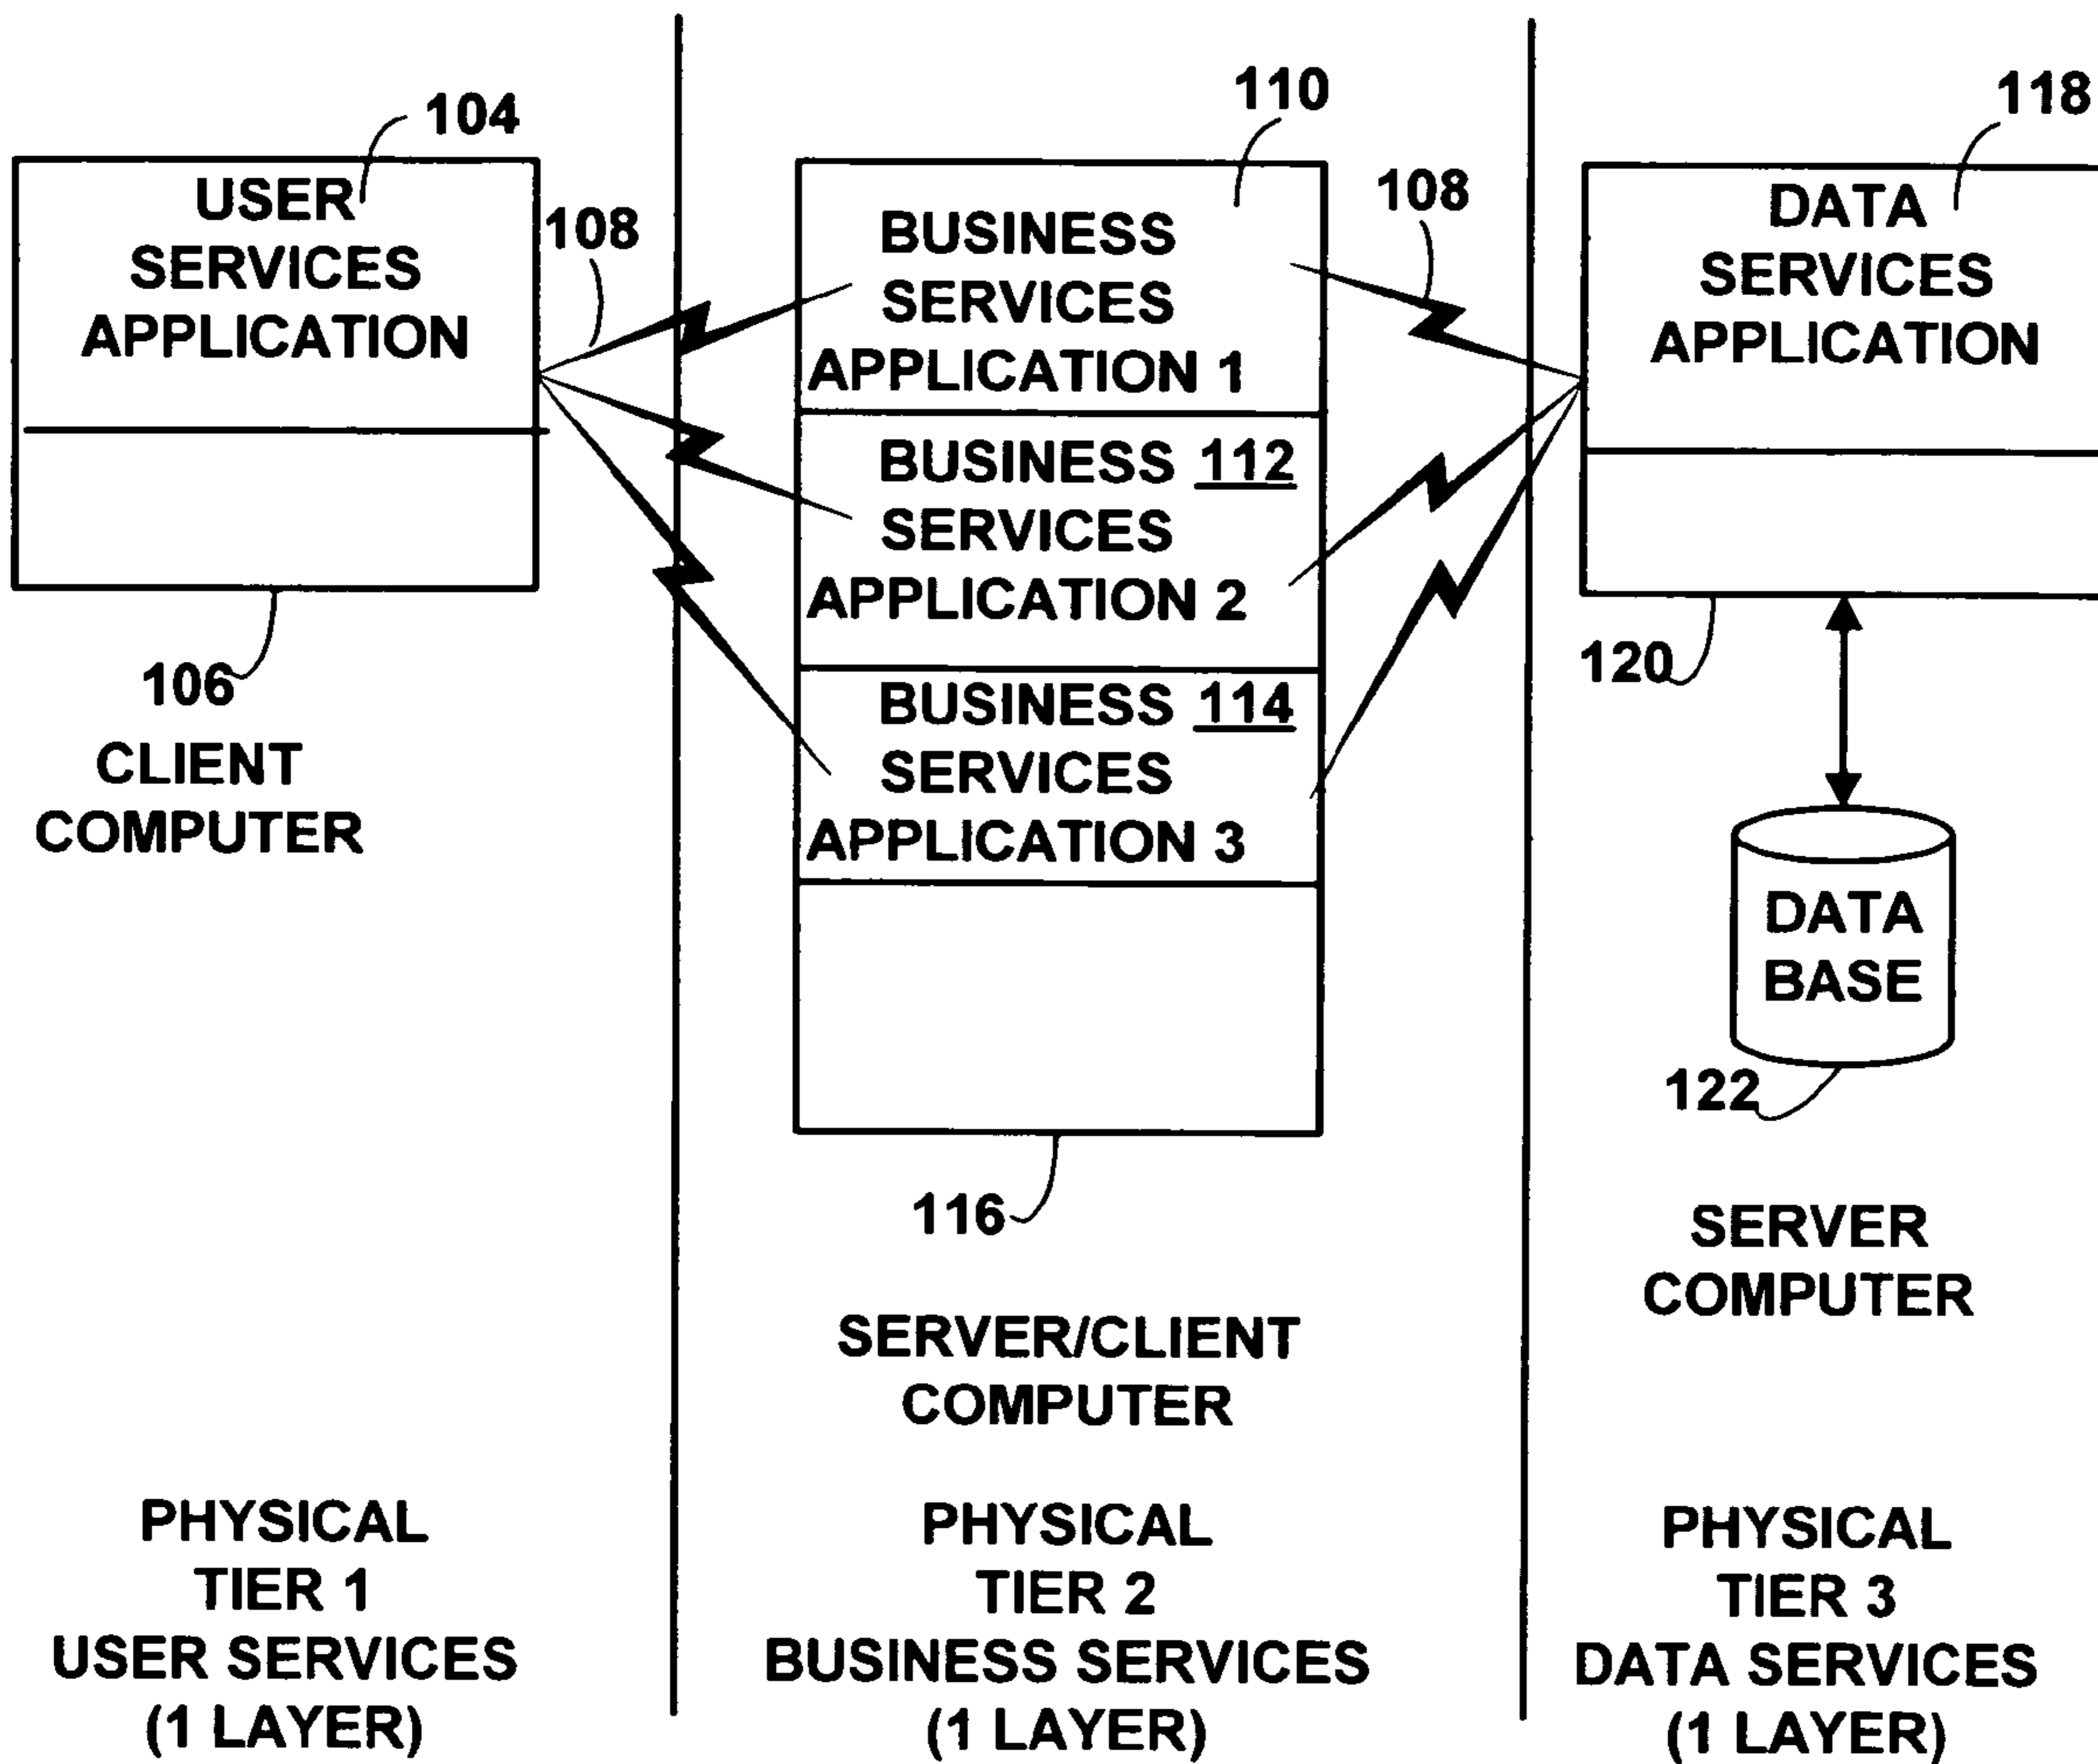 104
USER
SERVICES
APPLICATION
108
106
CLIENT
COMPUTER
PHYSICAL
TIER 1
USER SERVICES
(1 LAYER)
110
BUSINESS
SERVICES
APPLICATION 1
BUSINESS 112
SERVICES
APPLICATION 2
BUSINESS 114
SERVICES
APPLICATION 3
116
SERVER/CLIENT
COMPUTER
PHYSICAL
TIER 2
BUSINESS SERVICES
(1 LAYER)
108
118
DATA
SERVICES
APPLICATION
120
DATA
BASE
122
SERVER
COMPUTER
PHYSICAL
TIER 3
DATA SERVICES
(1 LAYER)